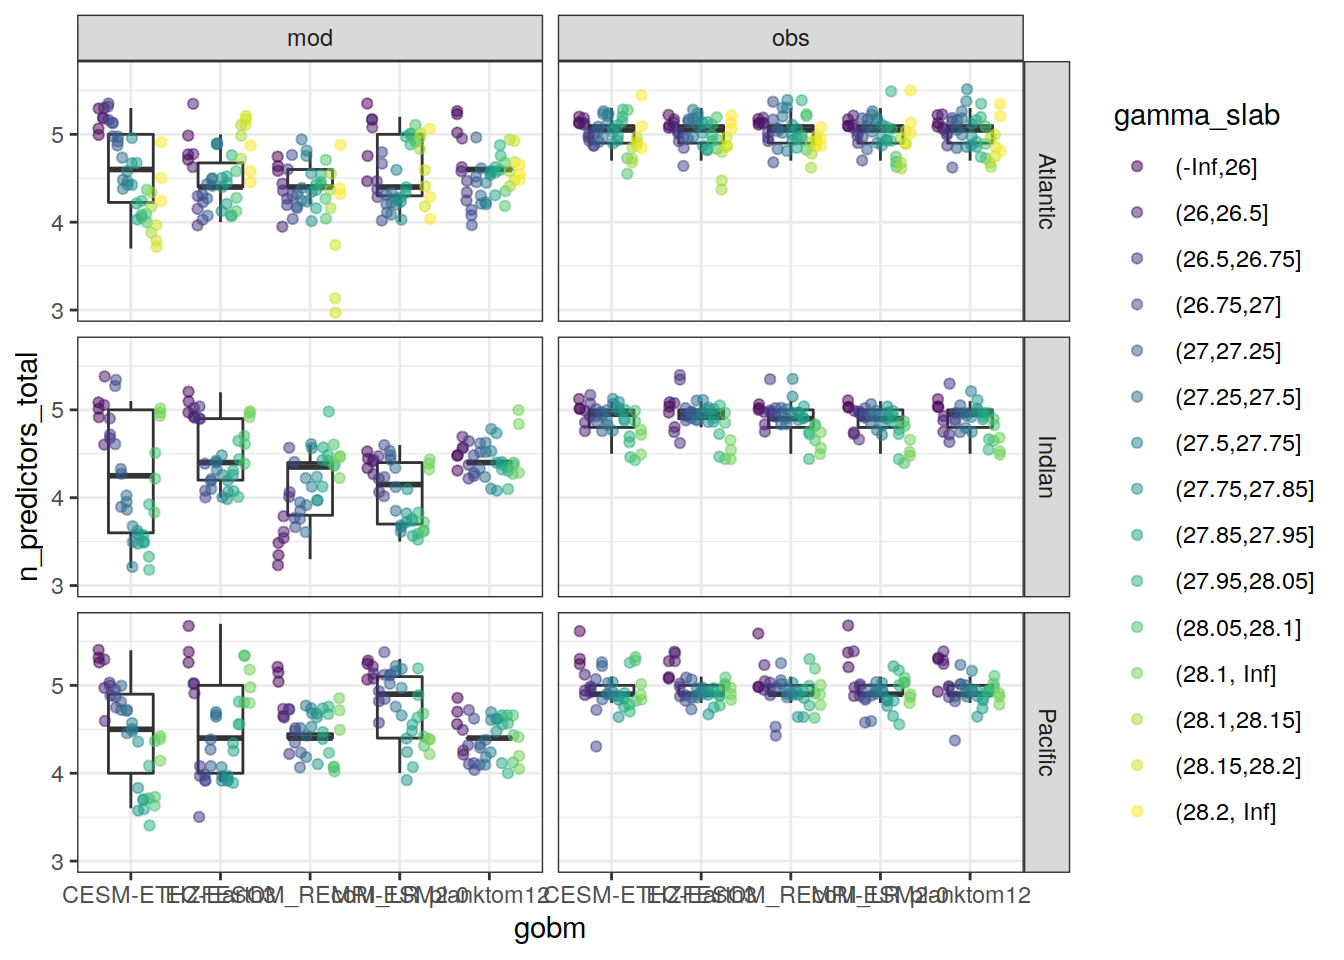 mod
obs
Atlantic
Indian
Pacific
n_predictors_total
5
4
3
5
4
3
5
4
3
gobm
gamma_slab
(-Inf,26]
(26,26.5]
(26.5,26.75]
(26.75,27]
(27,27.25]
(27.25,27.5]
(27.5,27.75]
(27.75,27.85]
(27.85,27.95]
(27.95,28.05]
(28.05,28.1]
(28.1, Inf]
(28.1,28.15]
(28.15,28.2]
(28.2, Inf]